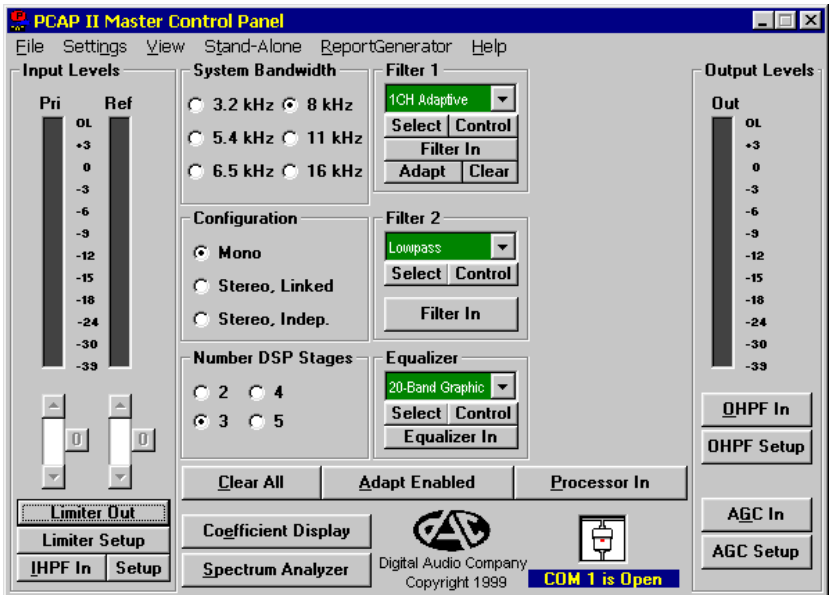 PCAP II Master Control Panel
File Settings View Stand-Alone ReportGenerator Help
Input Levels
Pri Ref
OL
+3
0
-3
-6
-9
-12
-15
-18
-24
-30
-39
0 0
Limiter Out
Limiter Setup
IHPF In Setup
System Bandwidth
3.2 kHz 8 kHz
5.4 kHz 11 kHz
6.5 kHz 16 kHz
Configuration
Mono
Stereo, Linked
Stereo, Indep.
Number DSP Stages
2 4
3 5
Filter 1
1CH Adaptive
Select Control
Filter In
Adapt Clear
Filter 2
Lowpass
Select Control
Filter In
Equalizer
20-Band Graphic
Select Control
Equalizer In
Clear All Adapt Enabled Processor In
Coefficient Display
Spectrum Analyzer
DAC
Digital Audio Company
Copyright 1999
COM 1 is Open
Output Levels
Out
OL
+3
0
-3
-6
-9
-12
-15
-18
-24
-30
-39
OHPF In
OHPF Setup
AGC In
AGC Setup